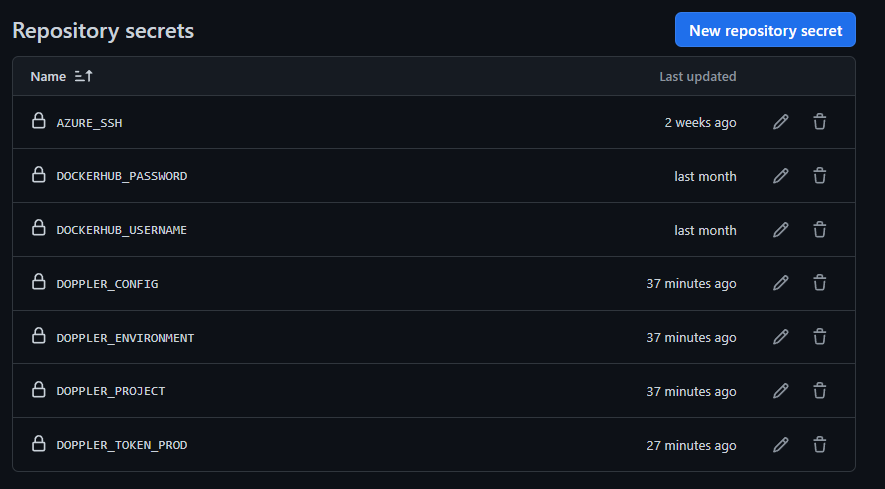 Repository secrets
New repository secret
Name Last updated
AZURE_SSH 2 weeks ago
DOCKERHUB_PASSWORD last month
DOCKERHUB_USERNAME last month
DOPPLER_CONFIG 37 minutes ago
DOPPLER_ENVIRONMENT 37 minutes ago
DOPPLER_PROJECT 37 minutes ago
DOPPLER_TOKEN_PROD 27 minutes ago